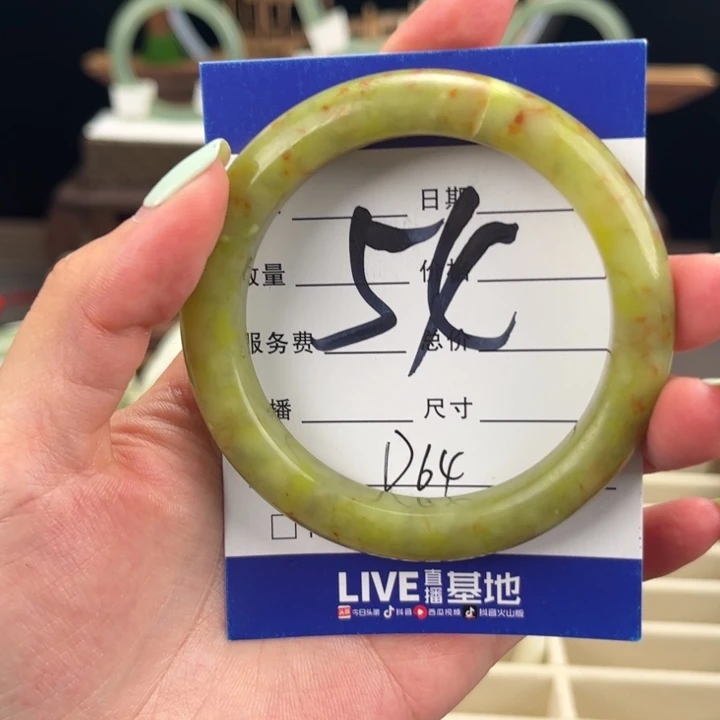 日期
数量 价格
5K
服务费 总价
播 尺寸
D64
LIVE直播基地
今日头条 抖音 西瓜视频 抖音火山版